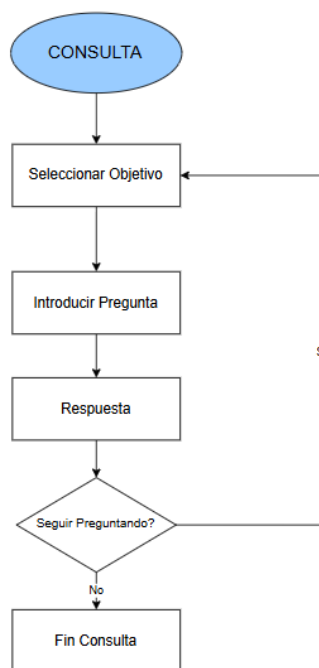 CONSULTA
Seleccionar Objetivo
Introducir Pregunta
Respuesta
Seguir Preguntando?
No
Fin Consulta